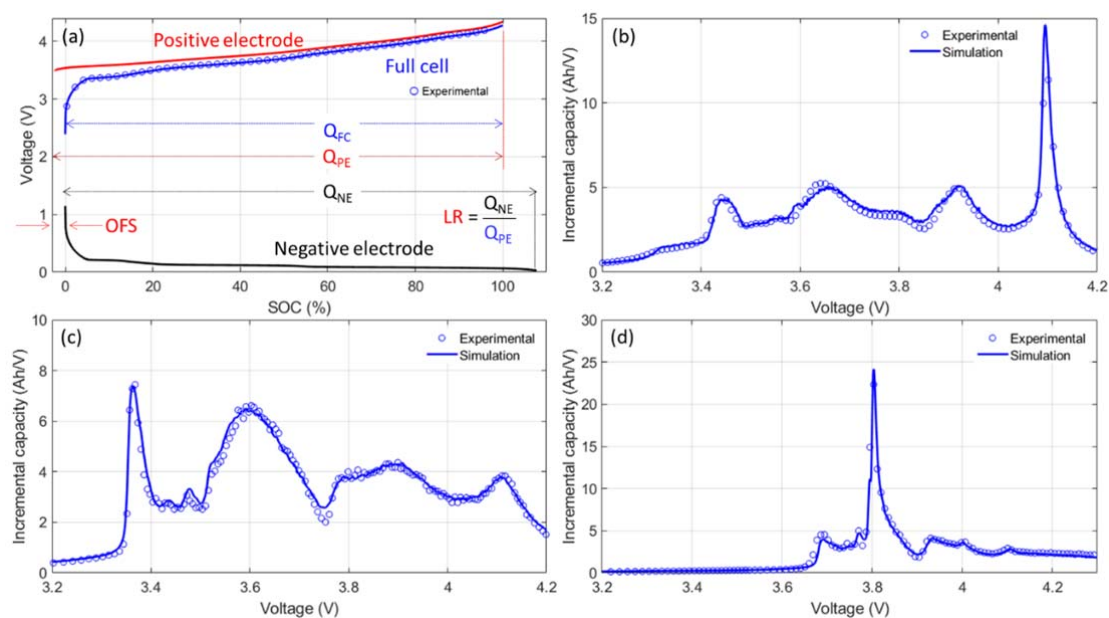 (a)
Positive electrode
Full cell
Experimental
Q_FC
Q_PE
Q_NE
OFS
LR = Q_NE / Q_PE
Negative electrode
Voltage (V)
4
3
2
1
0
0 20 40 60 80 100
SOC (%)
(b)
Experimental
Simulation
Incremental capacity (Ah/V)
15
10
5
0
3.2 3.4 3.6 3.8 4 4.2
Voltage (V)
(c)
Experimental
Simulation
Incremental capacity (Ah/V)
10
8
6
4
2
0
3.2 3.4 3.6 3.8 4 4.2
Voltage (V)
(d)
Experimental
Simulation
Incremental capacity (Ah/V)
30
25
20
15
10
5
0
3.2 3.4 3.6 3.8 4 4.2
Voltage (V)